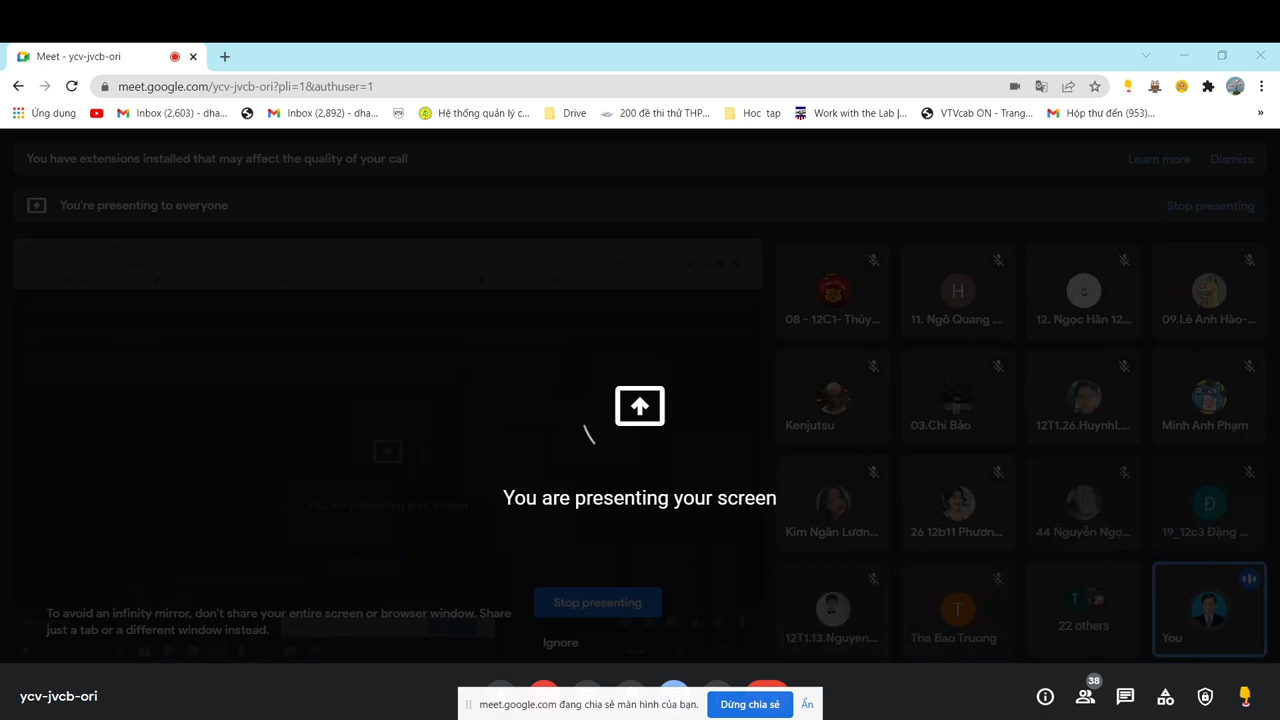 Meet - ycv-jvcb-ori
meet.google.com/ycv-jvcb-ori?pli=1&authuser=1
Ứng dụng
Inbox (2,603) - dha...
Inbox (2,892) - dha...
Hệ thống quản lý c...
Drive
200 đề thi thử THP...
Hoc tap
Work with the Lab |...
VTVcab ON - Trang...
Hộp thư đến (953)...
»
You have extensions installed that may affect the quality of your call
Learn more
Dismiss
You're presenting to everyone
Stop presenting
08 - 12C1- Thúy...
H
11. Ngô Quang ...
12. Ngọc Hân 12...
09.Lê Anh Hào-...
Kenjutsu
03.Chí Bảo
12T1.26.HuynhL...
Minh Anh Phạm
You are presenting your screen
Kim Ngân Lươn...
26 12b11 Phươn...
44 Nguyễn Ngọ...
Đ
19_12c3 Đặng ...
To avoid an infinity mirror, don't share your entire screen or browser window. Share
just a tab or a different window instead.
Stop presenting
Ignore
12T1.13.Nguyen...
T
The Bao Truong
T
22 others
You
ycv-jvcb-ori
38
meet.google.com đang chia sẻ màn hình của bạn.
Dừng chia sẻ
Ẩn